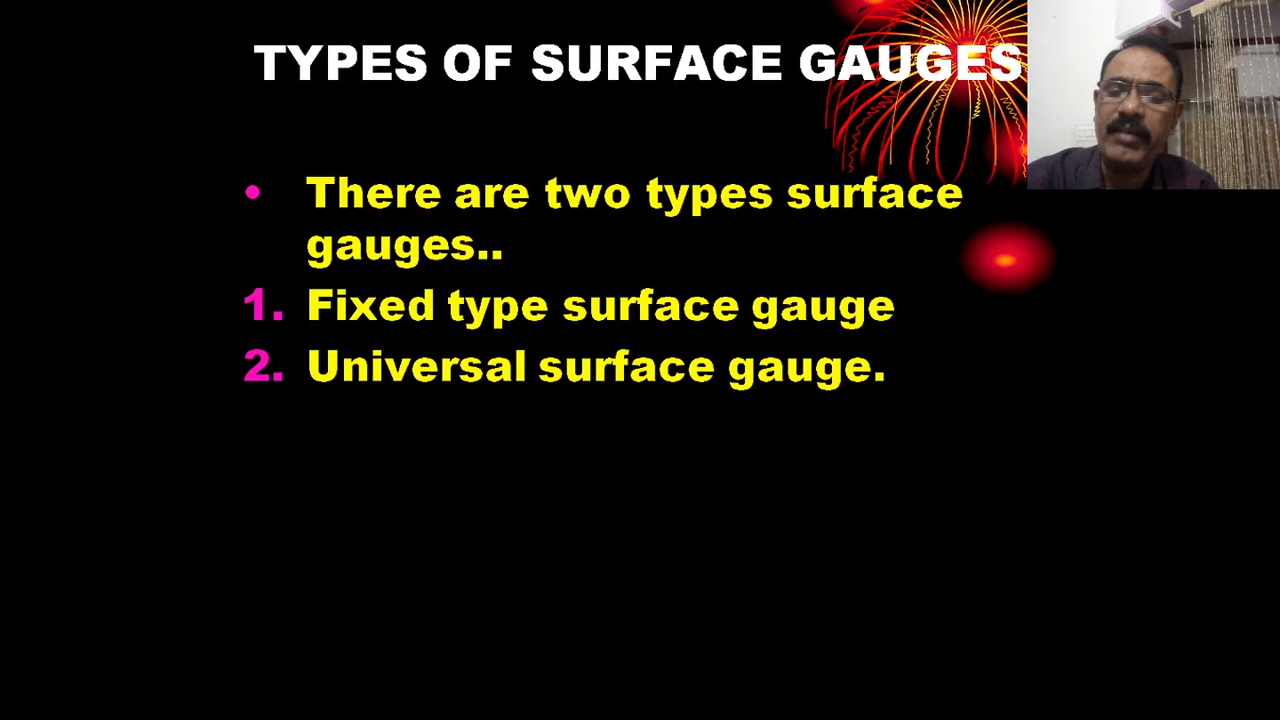 TYPES OF SURFACE GAUGES
• There are two types surface
gauges..
1. Fixed type surface gauge
2. Universal surface gauge.